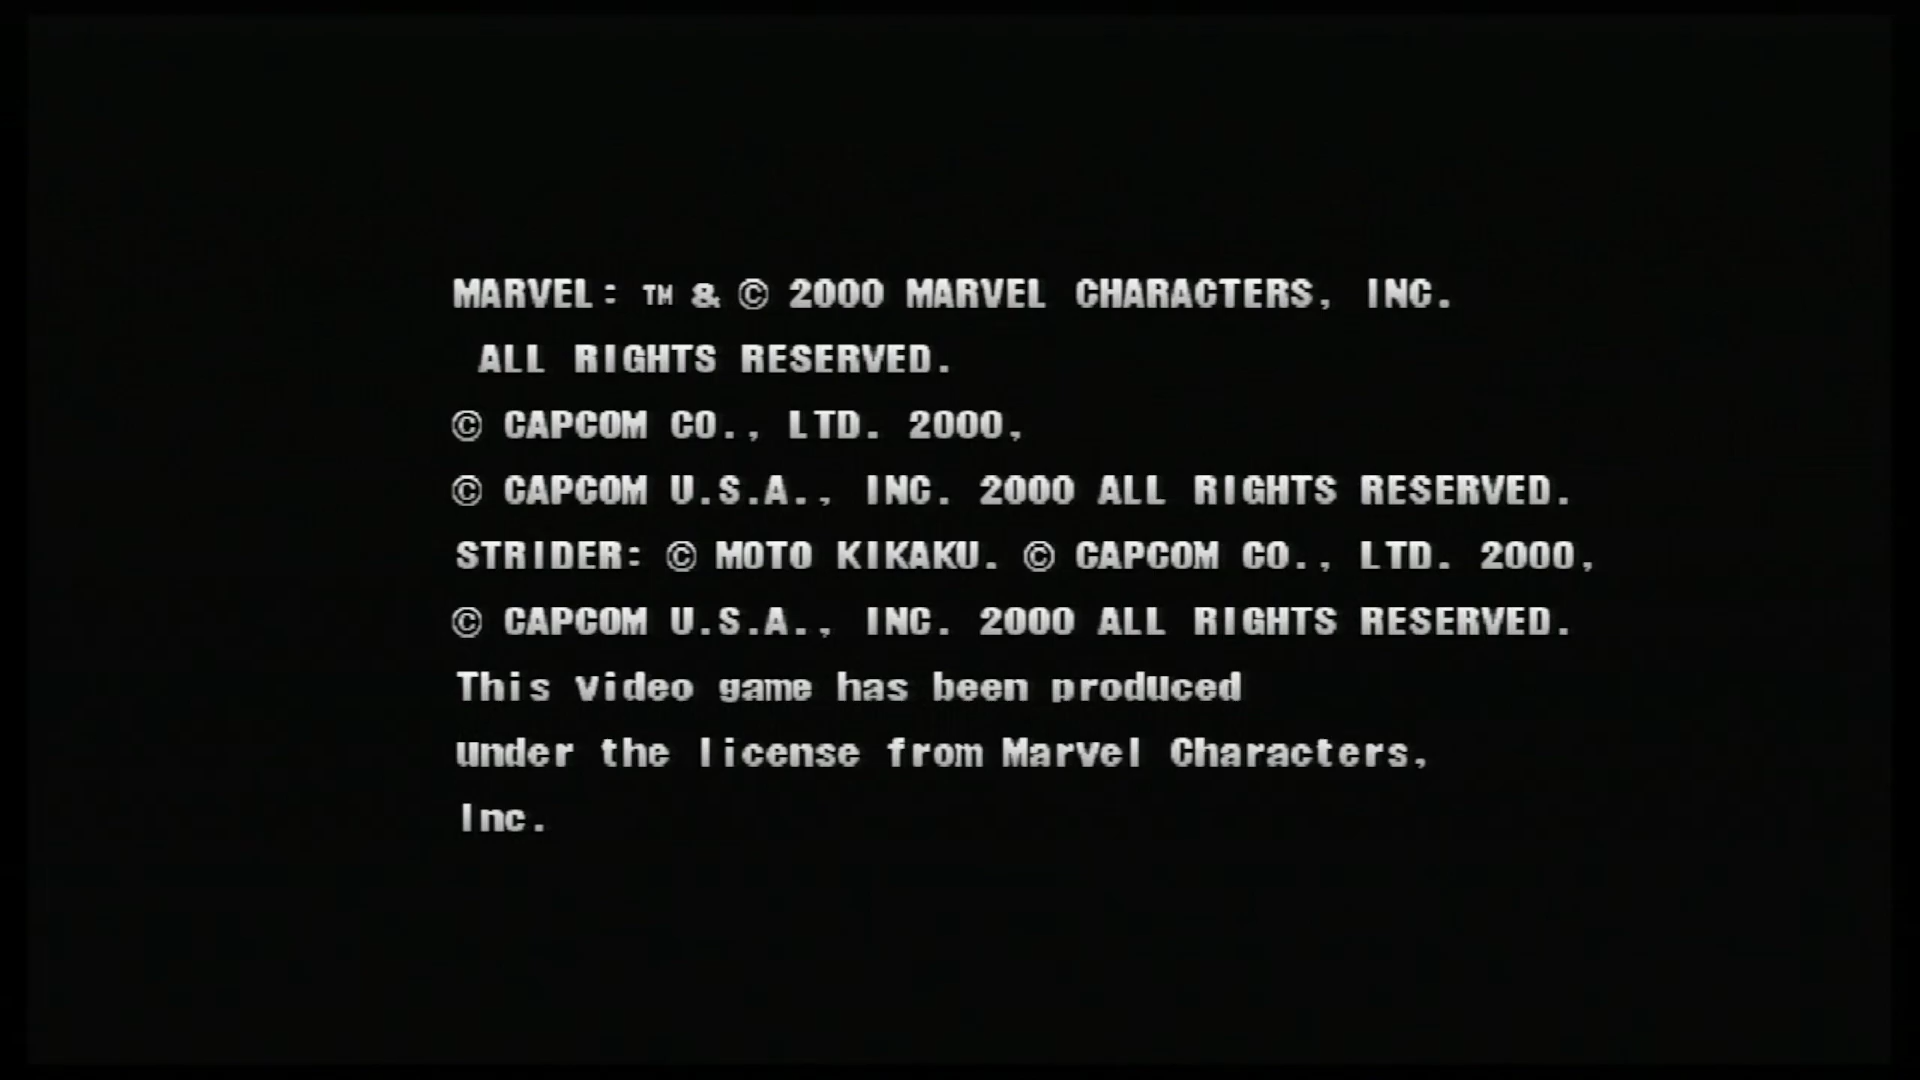 MARVEL: ™ & © 2000 MARVEL CHARACTERS, INC.
ALL RIGHTS RESERVED.
© CAPCOM CO., LTD. 2000,
© CAPCOM U.S.A., INC. 2000 ALL RIGHTS RESERVED.
STRIDER: © MOTO KIKAKU. © CAPCOM CO., LTD. 2000,
© CAPCOM U.S.A., INC. 2000 ALL RIGHTS RESERVED.
This video game has been produced
under the license from Marvel Characters,
Inc.